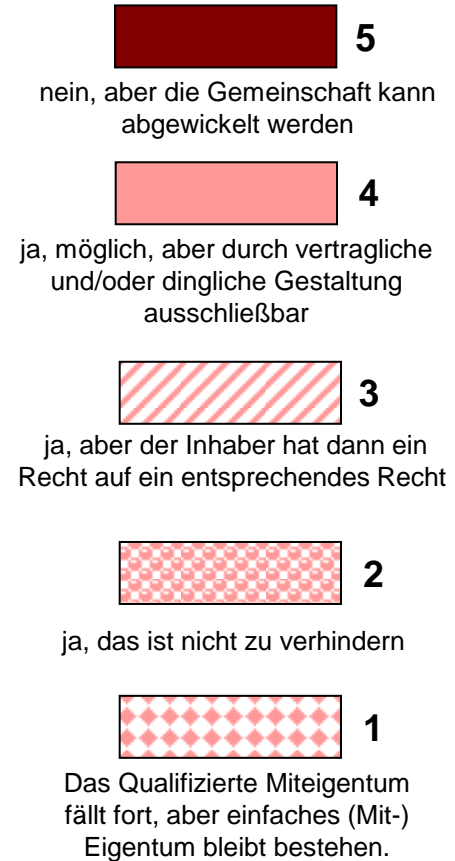 5
nein, aber die Gemeinschaft kann
abgewickelt werden
4
ja, möglich, aber durch vertragliche
und/oder dingliche Gestaltung
ausschließbar
3
ja, aber der Inhaber hat dann ein
Recht auf ein entsprechendes Recht
2
ja, das ist nicht zu verhindern
1
Das Qualifizierte Miteigentum
fällt fort, aber einfaches (Mit-)
Eigentum bleibt bestehen.